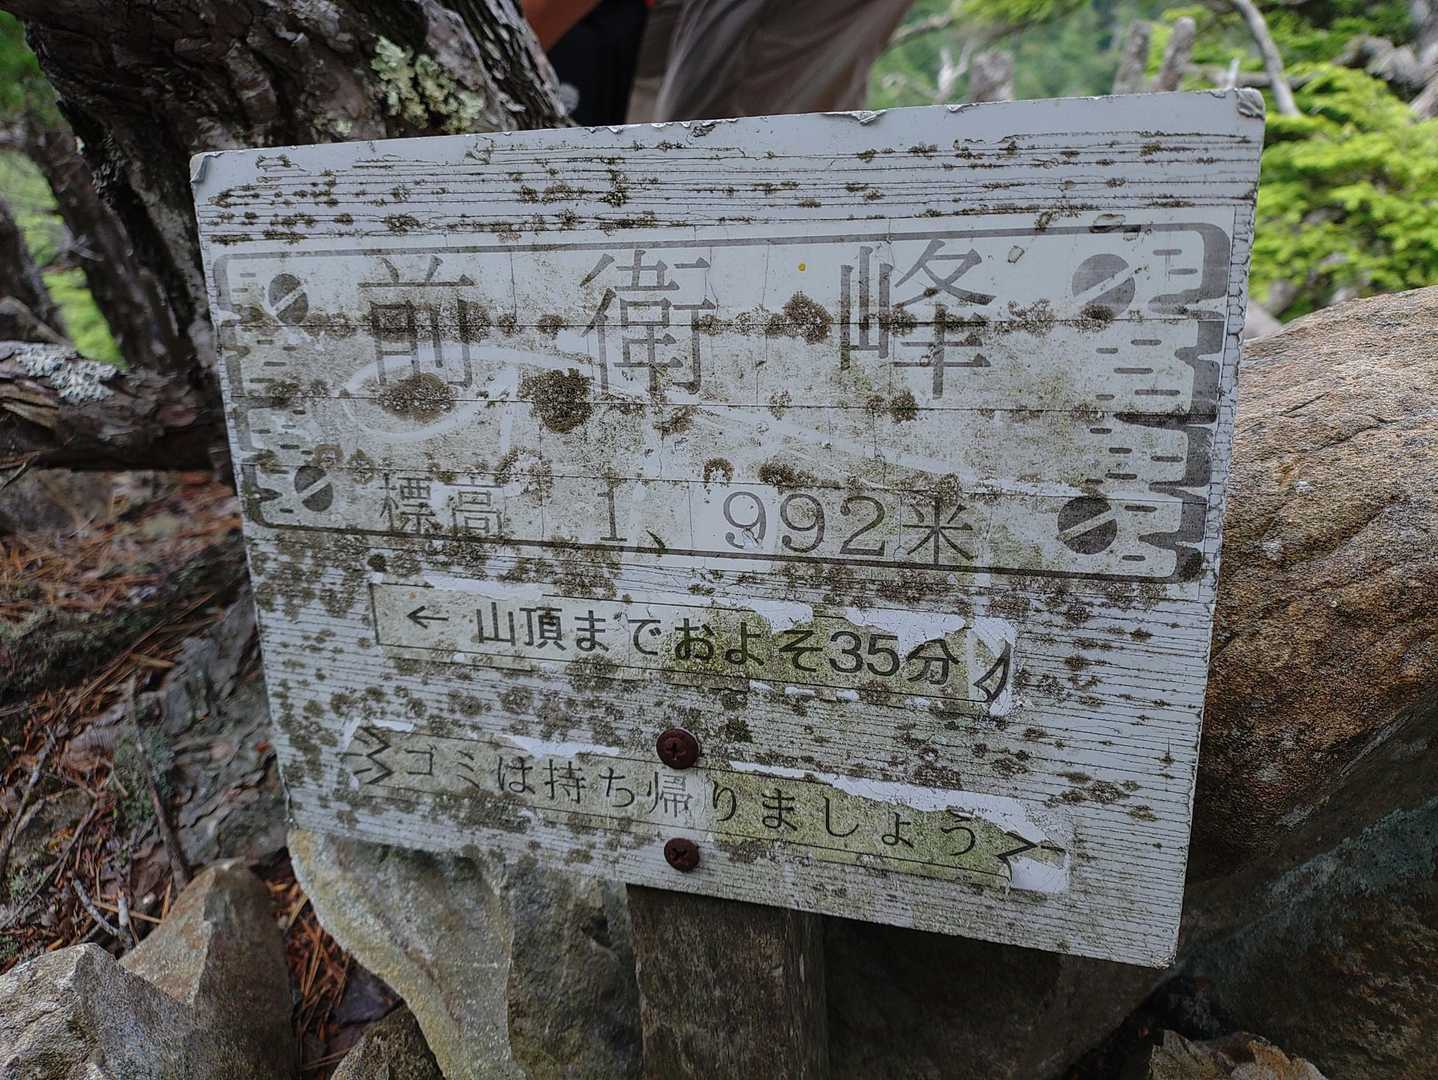 前衛峰
標高 1、992米
← 山頂までおよそ35分
ゴミは持ち帰りましょう